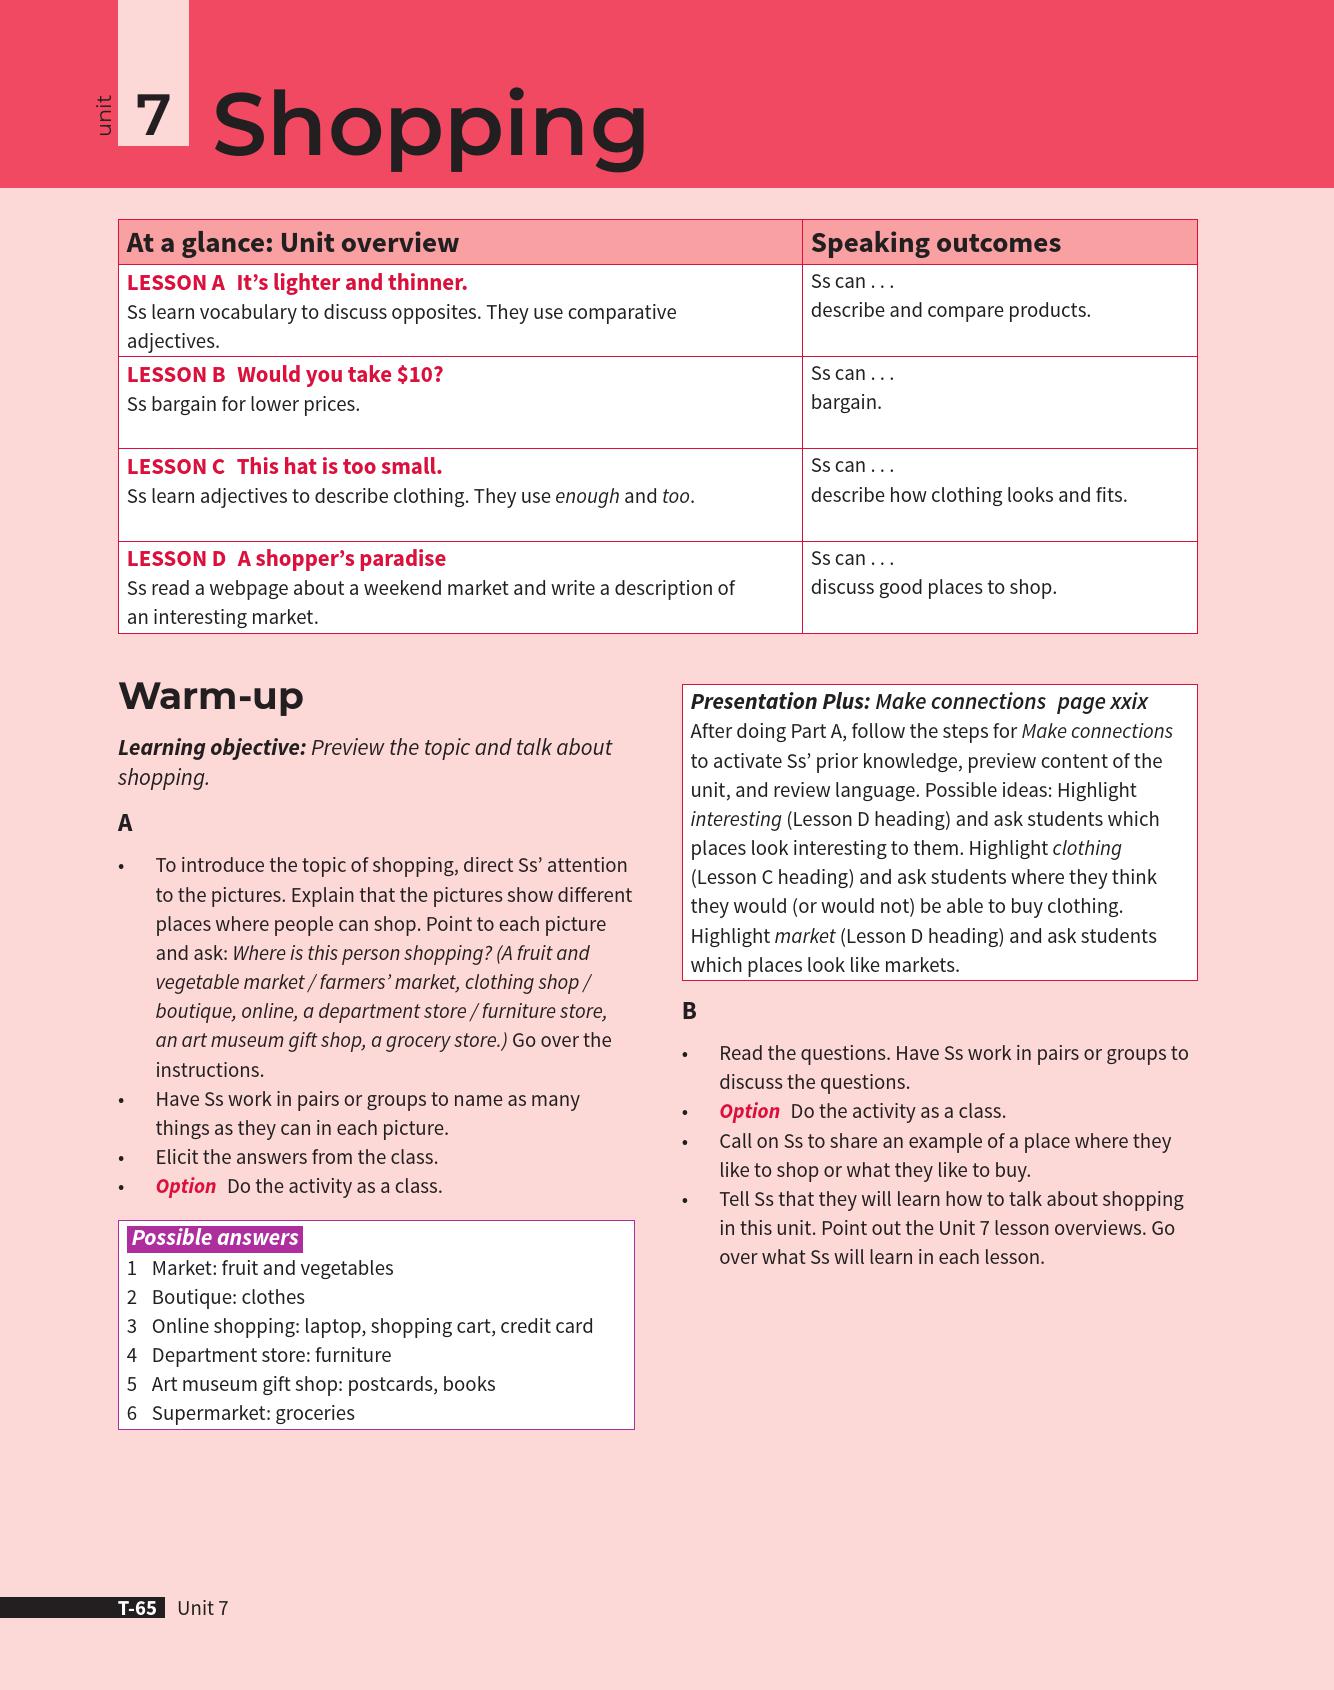 unit
7
Shopping
At a glance: Unit overview
Speaking outcomes
LESSON A It’s lighter and thinner.
Ss learn vocabulary to discuss opposites. They use comparative
adjectives.
Ss can . . .
describe and compare products.
LESSON B Would you take $10?
Ss bargain for lower prices.
Ss can . . .
bargain.
LESSON C This hat is too small.
Ss learn adjectives to describe clothing. They use enough and too.
Ss can . . .
describe how clothing looks and fits.
LESSON D A shopper’s paradise
Ss read a webpage about a weekend market and write a description of
an interesting market.
Ss can . . .
discuss good places to shop.
Warm-up
Learning objective: Preview the topic and talk about
shopping.
A
• To introduce the topic of shopping, direct Ss’ attention
to the pictures. Explain that the pictures show different
places where people can shop. Point to each picture
and ask: Where is this person shopping? (A fruit and
vegetable market / farmers’ market, clothing shop /
boutique, online, a department store / furniture store,
an art museum gift shop, a grocery store.) Go over the
instructions.
• Have Ss work in pairs or groups to name as many
things as they can in each picture.
• Elicit the answers from the class.
• Option Do the activity as a class.
Possible answers
1 Market: fruit and vegetables
2 Boutique: clothes
3 Online shopping: laptop, shopping cart, credit card
4 Department store: furniture
5 Art museum gift shop: postcards, books
6 Supermarket: groceries
Presentation Plus: Make connections page xxix
After doing Part A, follow the steps for Make connections
to activate Ss’ prior knowledge, preview content of the
unit, and review language. Possible ideas: Highlight
interesting (Lesson D heading) and ask students which
places look interesting to them. Highlight clothing
(Lesson C heading) and ask students where they think
they would (or would not) be able to buy clothing.
Highlight market (Lesson D heading) and ask students
which places look like markets.
B
• Read the questions. Have Ss work in pairs or groups to
discuss the questions.
• Option Do the activity as a class.
• Call on Ss to share an example of a place where they
like to shop or what they like to buy.
• Tell Ss that they will learn how to talk about shopping
in this unit. Point out the Unit 7 lesson overviews. Go
over what Ss will learn in each lesson.
T-65 Unit 7